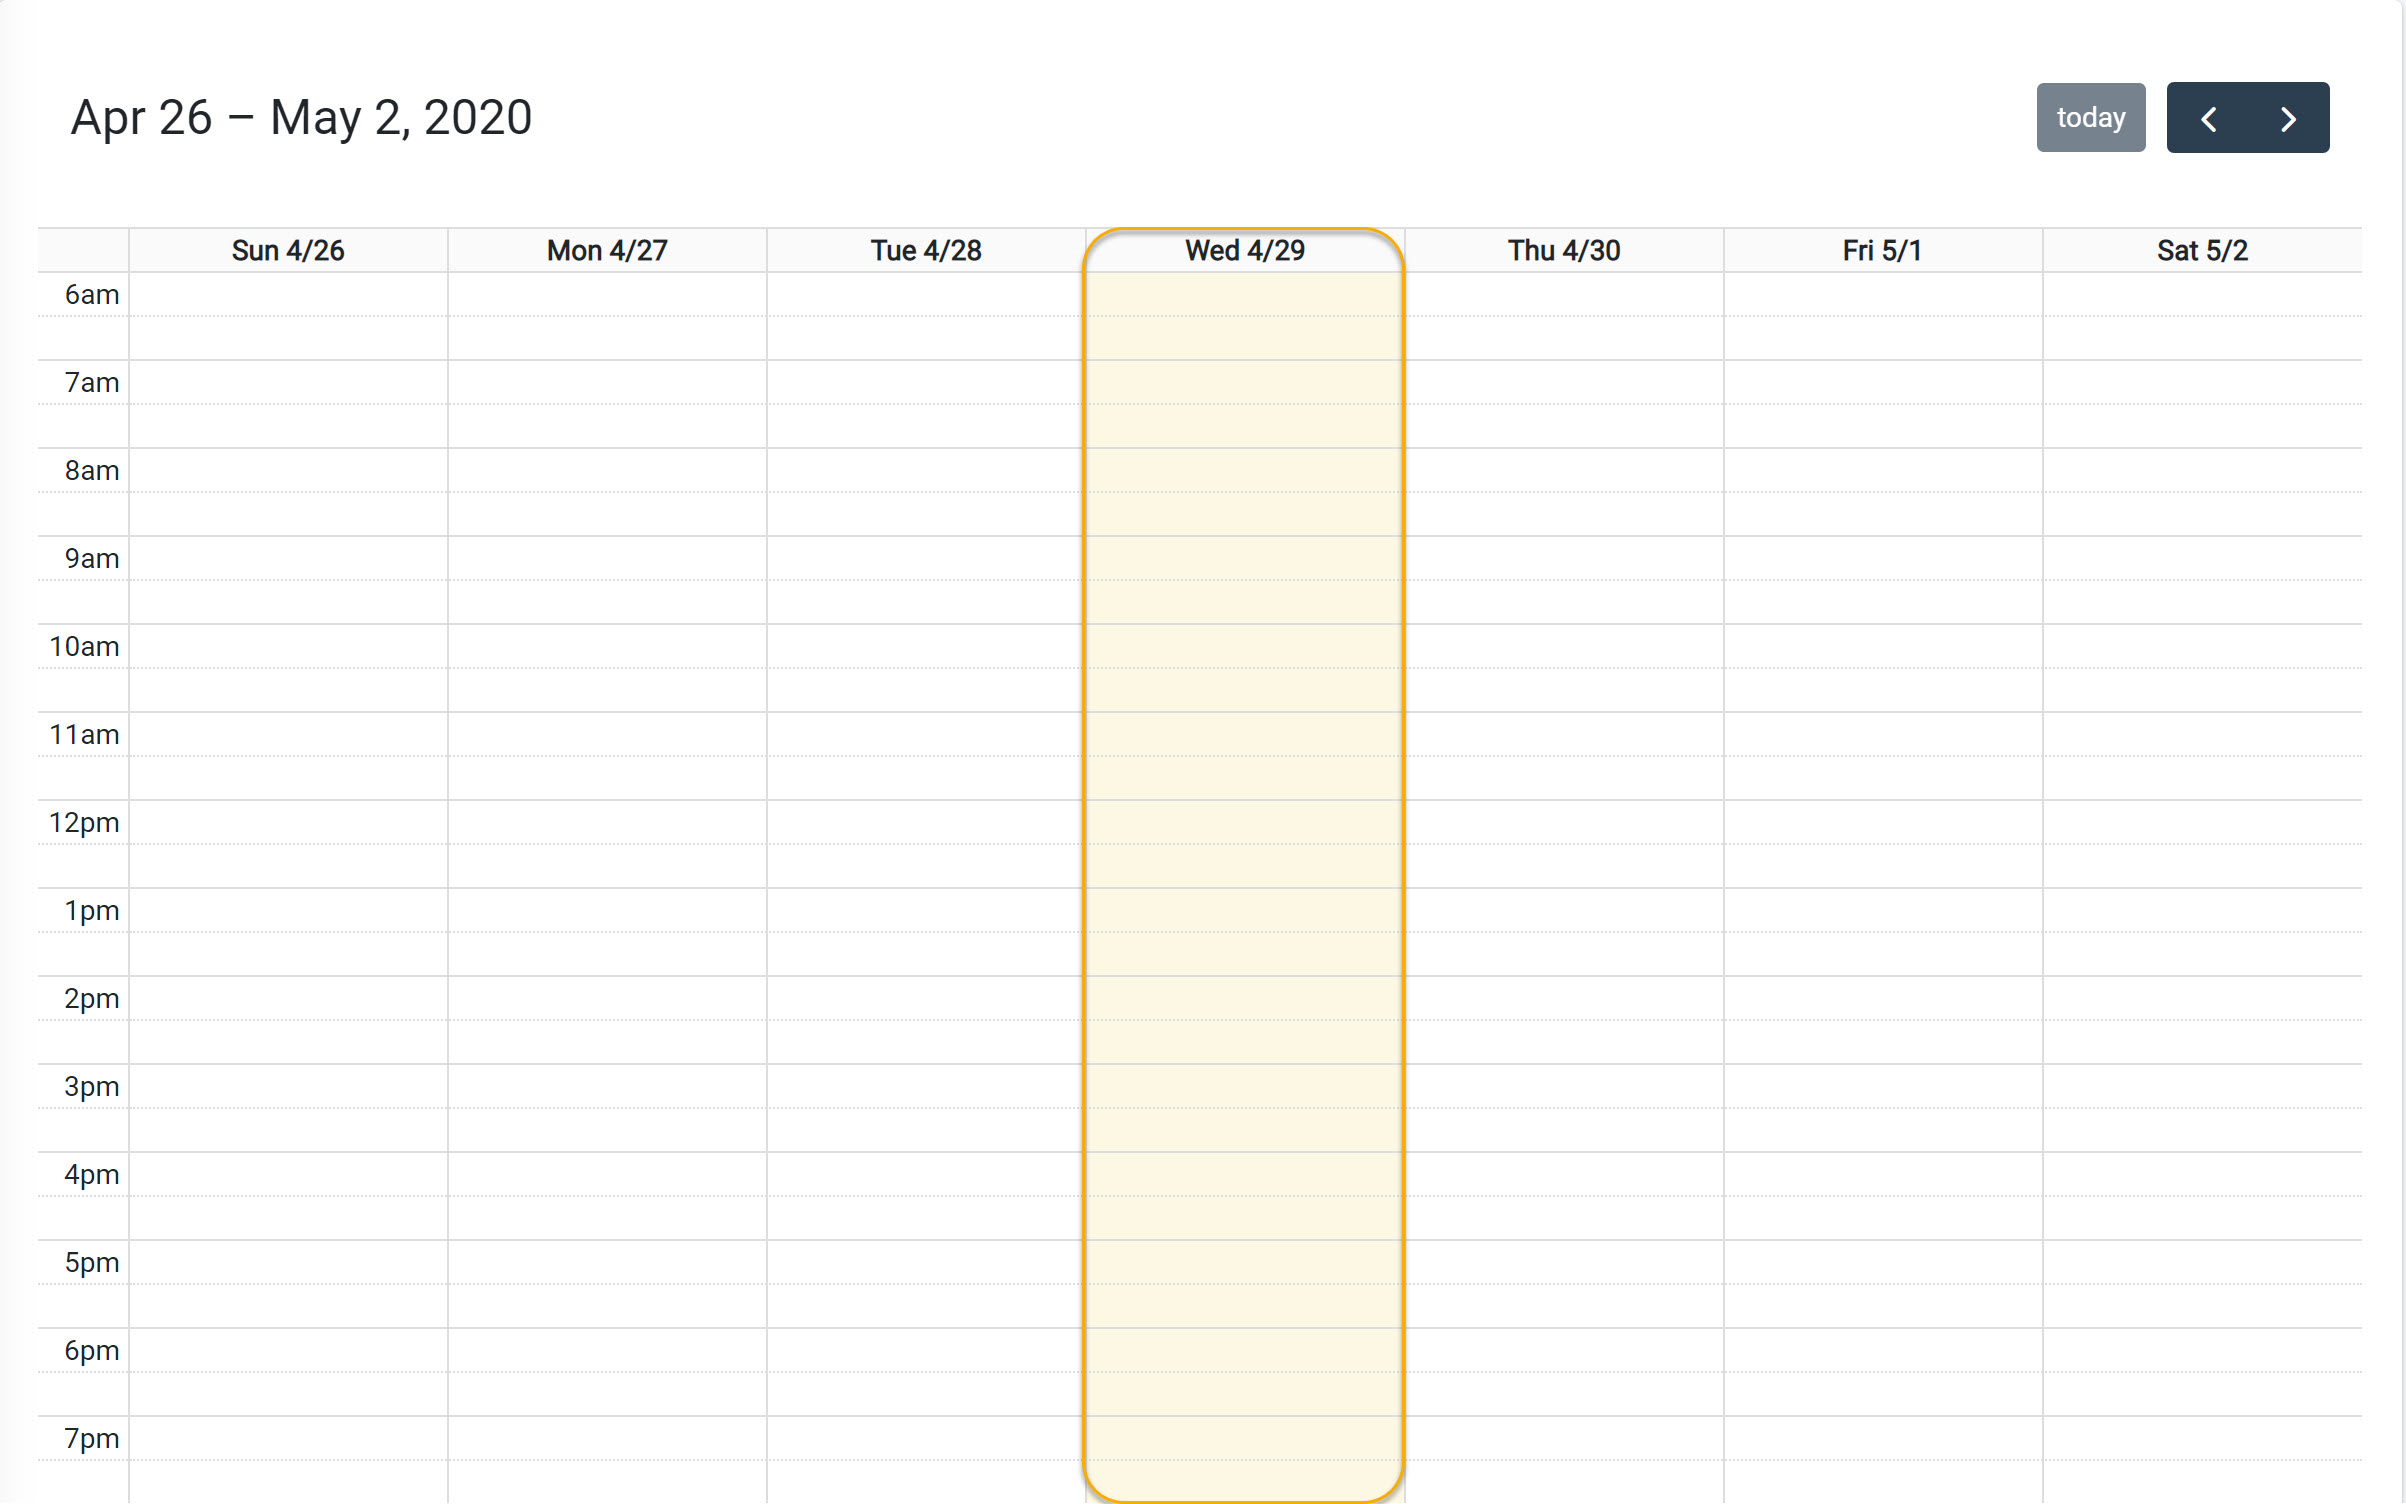 Apr 26 – May 2, 2020
today
Sun 4/26 Mon 4/27 Tue 4/28 Wed 4/29 Thu 4/30 Fri 5/1 Sat 5/2
6am
7am
8am
9am
10am
11am
12pm
1pm
2pm
3pm
4pm
5pm
6pm
7pm